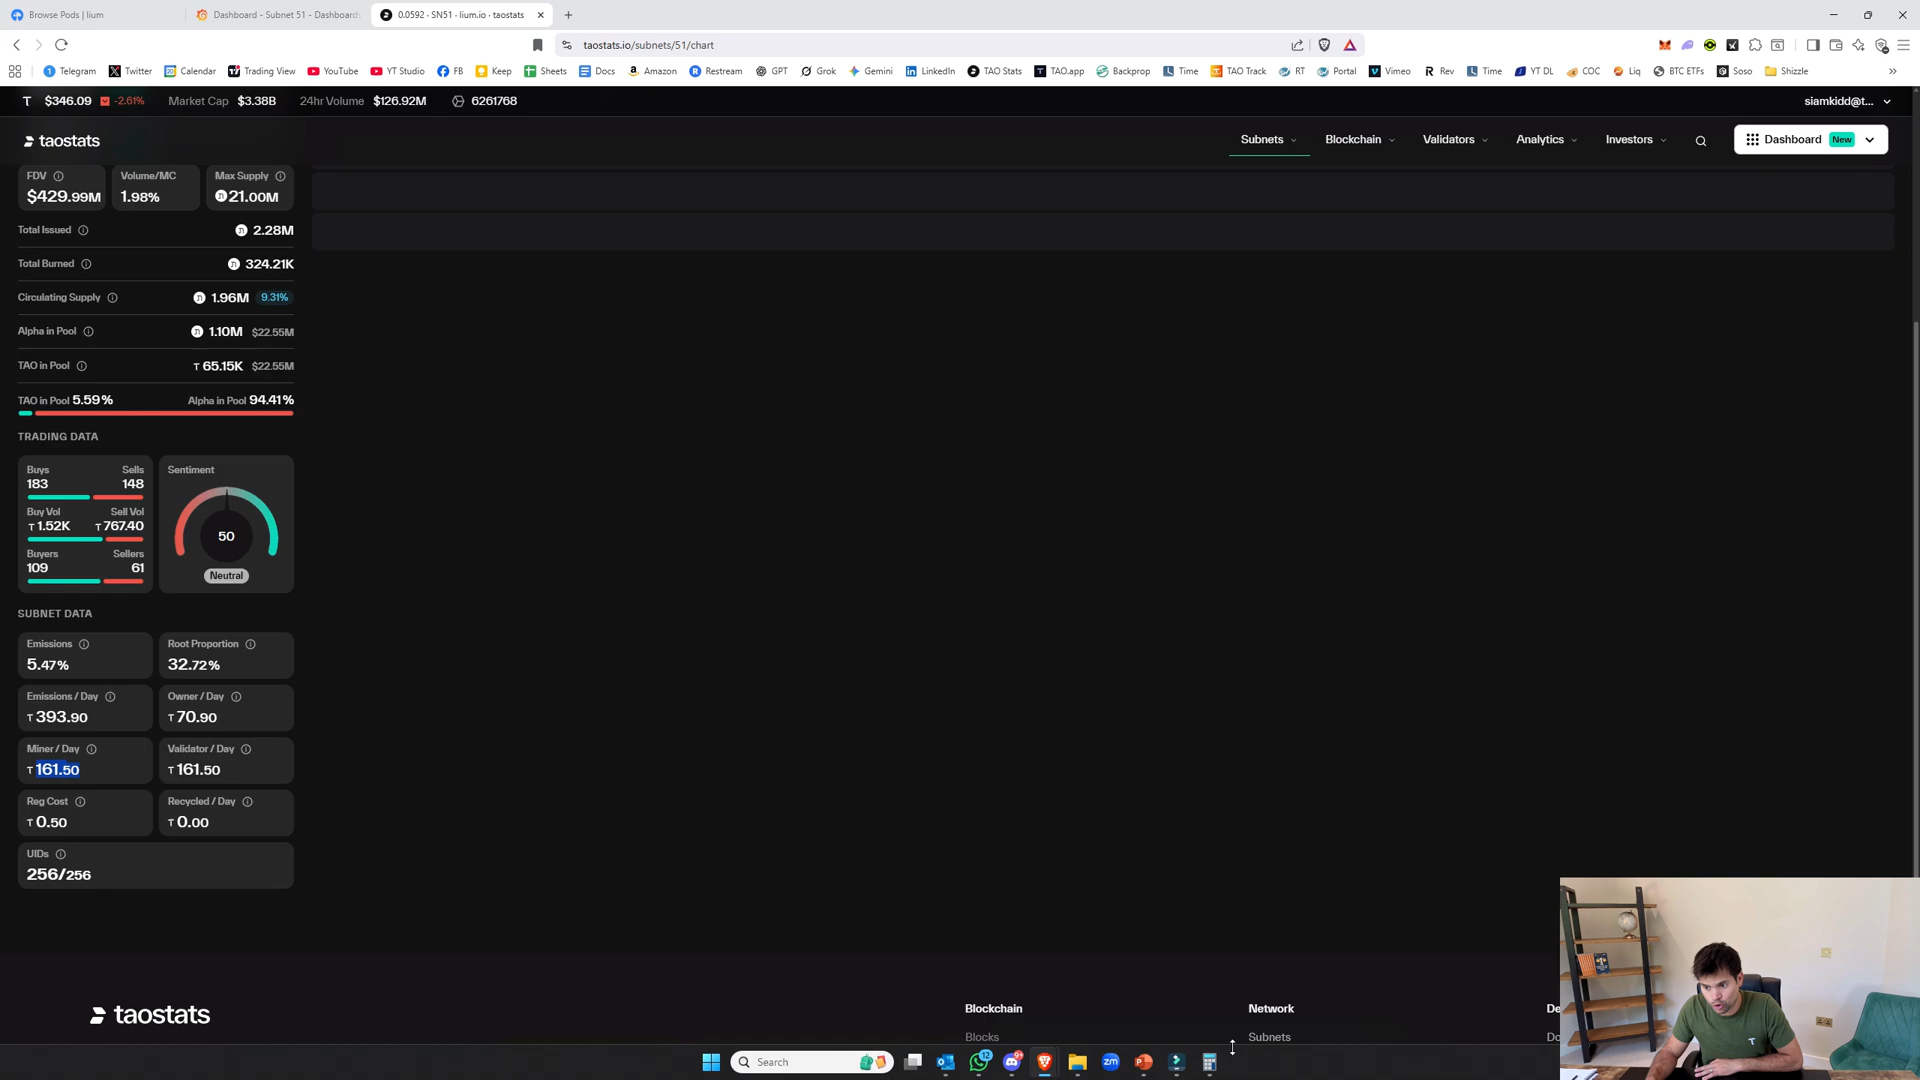 Browse Pods | lium
Dashboard - Subnet 51 - Dashboards
0.0592 · SN51 · lium.io · taostats
taostats.io/subnets/51/chart
Telegram Twitter Calendar Trading View YouTube YT Studio FB Keep Sheets Docs Amazon Restream GPT Grok Gemini LinkedIn TAO Stats TAO.app Backprop Time TAO Track RT Portal Vimeo Rev Time YT DL COC Liq BTC ETFs Soso Shizzle
$346.09 -2.61% Market Cap $3.38B 24hr Volume $126.92M 6261768
siamkidd@t...
taostats
Subnets Blockchain Validators Analytics Investors Dashboard New
FDV Volume/MC Max Supply
$429.99M 1.98% 21.00M
Total Issued 2.28M
Total Burned 324.21K
Circulating Supply 1.96M 9.31%
Alpha in Pool 1.10M $22.55M
TAO in Pool T 65.15K $22.55M
TAO in Pool 5.59% Alpha in Pool 94.41%
TRADING DATA
Buys Sells
183 148
Buy Vol Sell Vol
T 1.52K T 767.40
Buyers Sellers
109 61
Sentiment
50
Neutral
SUBNET DATA
Emissions Root Proportion
5.47% 32.72%
Emissions / Day Owner / Day
T 393.90 T 70.90
Miner / Day Validator / Day
T 161.50 T 161.50
Reg Cost Recycled / Day
T 0.50 T 0.00
UIDs
256/256
taostats
Blockchain Network De
Blocks Subnets Do
Search
12